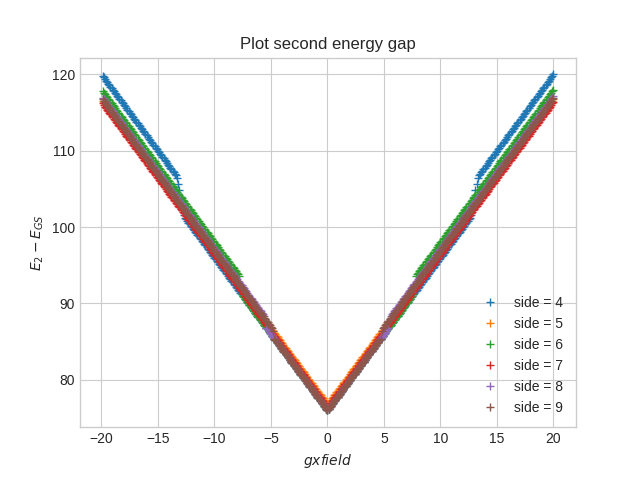 Plot second energy gap
E₂ − E_GS
120
110
100
90
80
side = 4
side = 5
side = 6
side = 7
side = 8
side = 9
−20 −15 −10 −5 0 5 10 15 20
gxfield